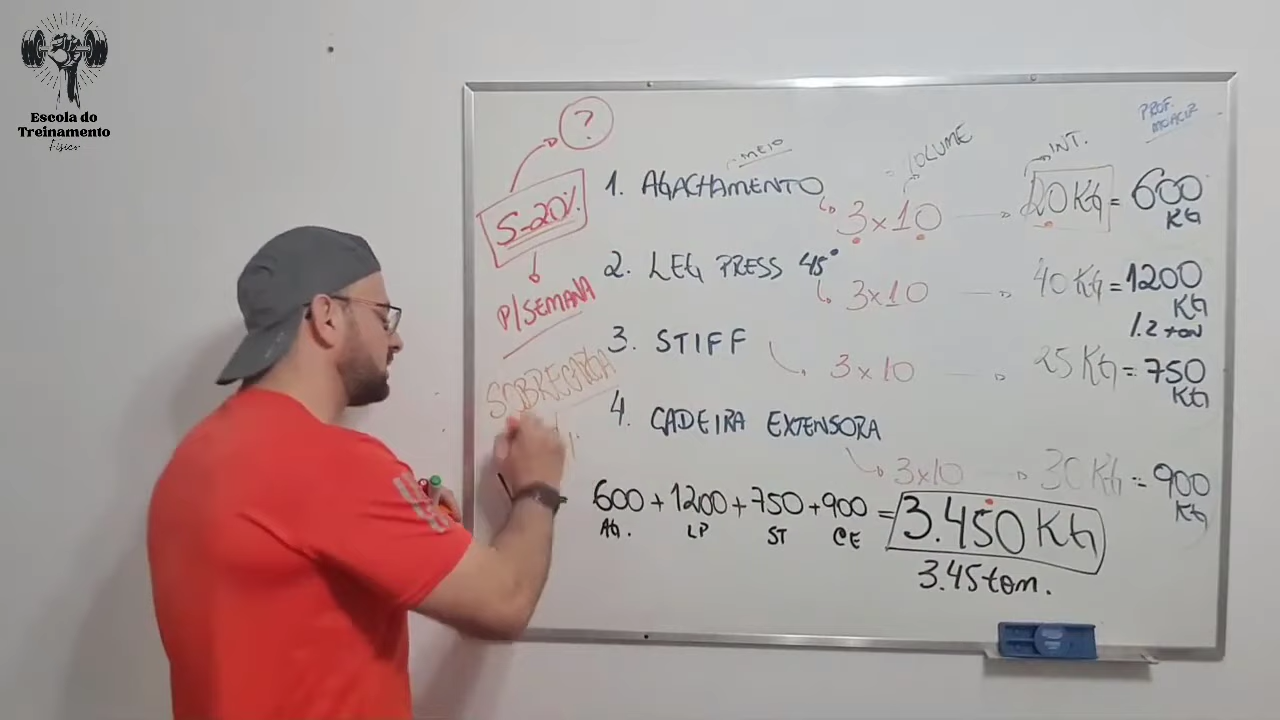 Escola do
Treinamento
Físico
?
5-20%
P/SEMANA
SOBRECARGA
MEIO
VOLUME
INT.
PROF.
MOACIR
1. AGACHAMENTO
3x10
20 KG = 600
KG
2. LEG PRESS 45°
3x10
40 KG = 1200
KG
1.2 ton
3. STIFF
3x10
25 KG = 750
KG
4. CADEIRA EXTENSORA
3x10
30 KG = 900
KG
600 + 1200 + 750 + 900 = 3.450 KG
AG. LP ST CE
3.45 ton.